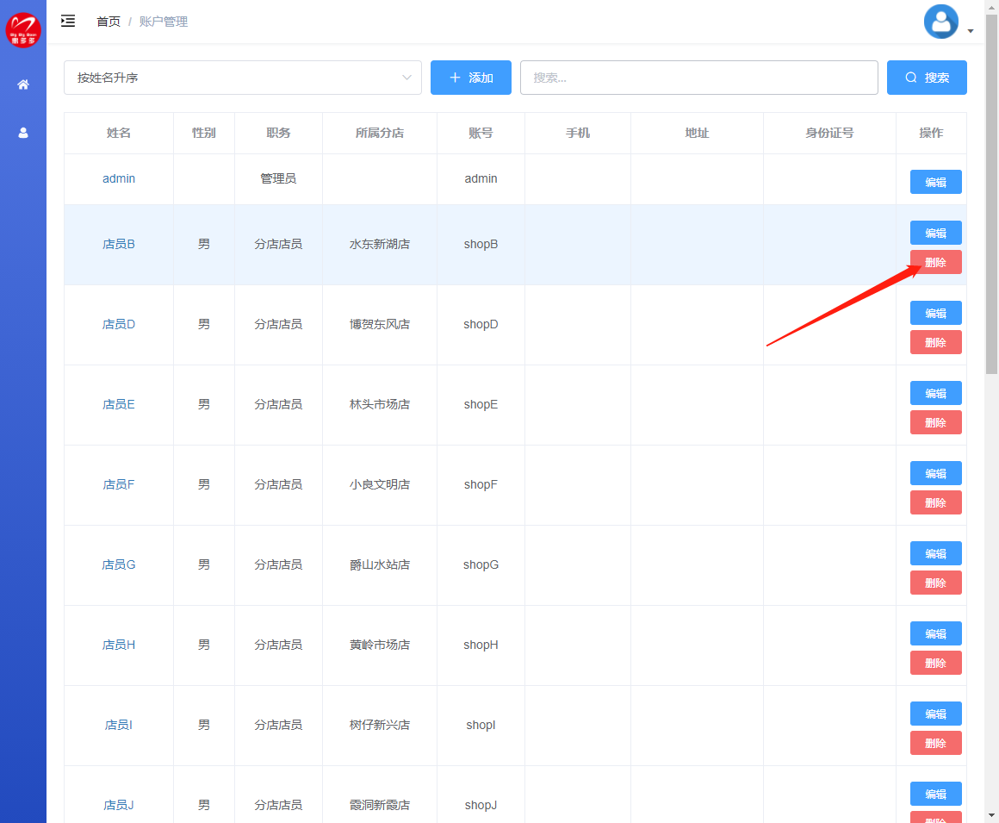 首页 / 账户管理
按姓名升序 添加 搜索... 搜索
姓名 性别 职务 所属分店 账号 手机 地址 身份证号 操作
admin 管理员 admin 编辑
店员B 男 分店店员 水东新湖店 shopB 编辑
删除
店员D 男 分店店员 博贺东风店 shopD 编辑
删除
店员E 男 分店店员 林头市场店 shopE 编辑
删除
店员F 男 分店店员 小良文明店 shopF 编辑
删除
店员G 男 分店店员 爵山水站店 shopG 编辑
删除
店员H 男 分店店员 黄岭市场店 shopH 编辑
删除
店员I 男 分店店员 树仔新兴店 shopI 编辑
删除
店员J 男 分店店员 霞洞新霞店 shopJ 编辑
删除